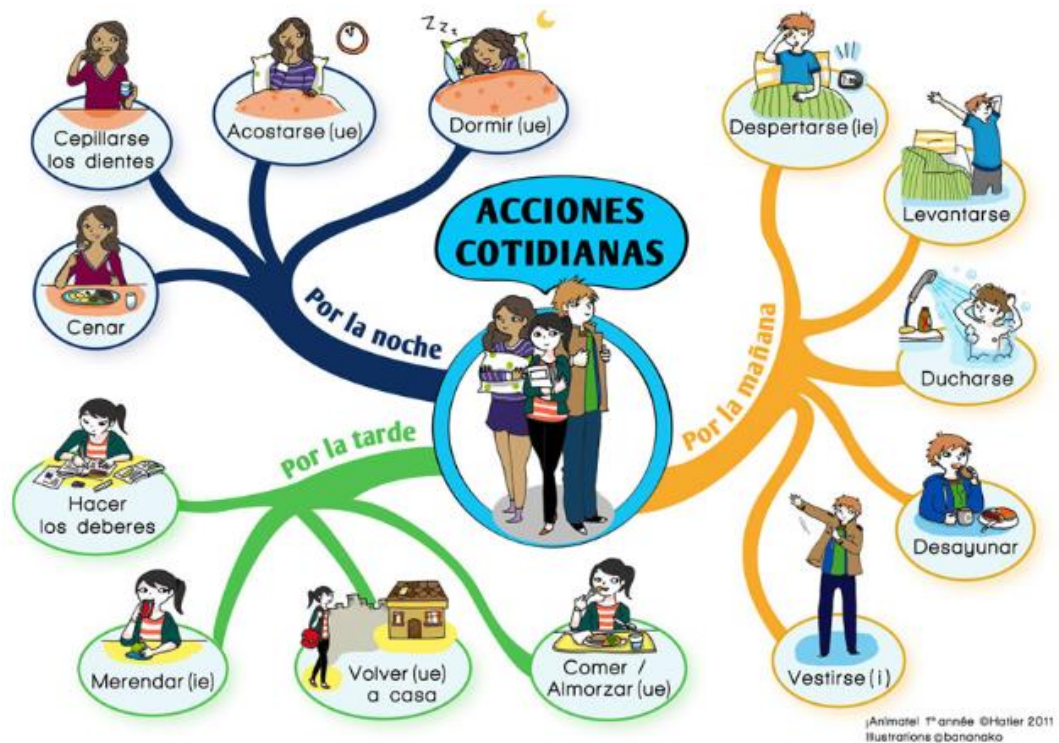 ACCIONES
COTIDIANAS
Por la mañana
Despertarse (ie)
Levantarse
Ducharse
Desayunar
Vestirse (i)
Por la tarde
Comer /
Almorzar (ue)
Volver (ue)
a casa
Merendar (ie)
Hacer
los deberes
Por la noche
Cenar
Cepillarse
los dientes
Acostarse (ue)
Dormir (ue)
Z Z Z
¡Animate! 1re année ©Hatier 2011
Illustrations @bananako